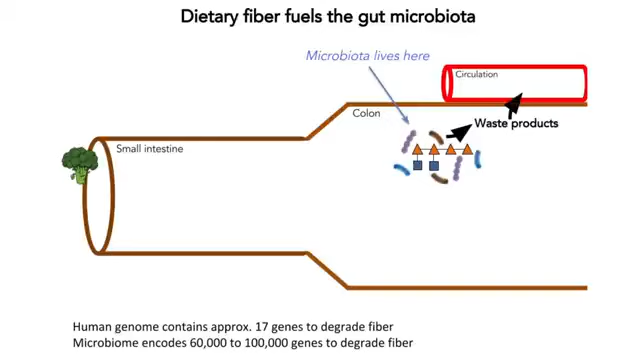 Dietary fiber fuels the gut microbiota
Microbiota lives here
Circulation
Colon
Waste products
Small intestine
Human genome contains approx. 17 genes to degrade fiber
Microbiome encodes 60,000 to 100,000 genes to degrade fiber